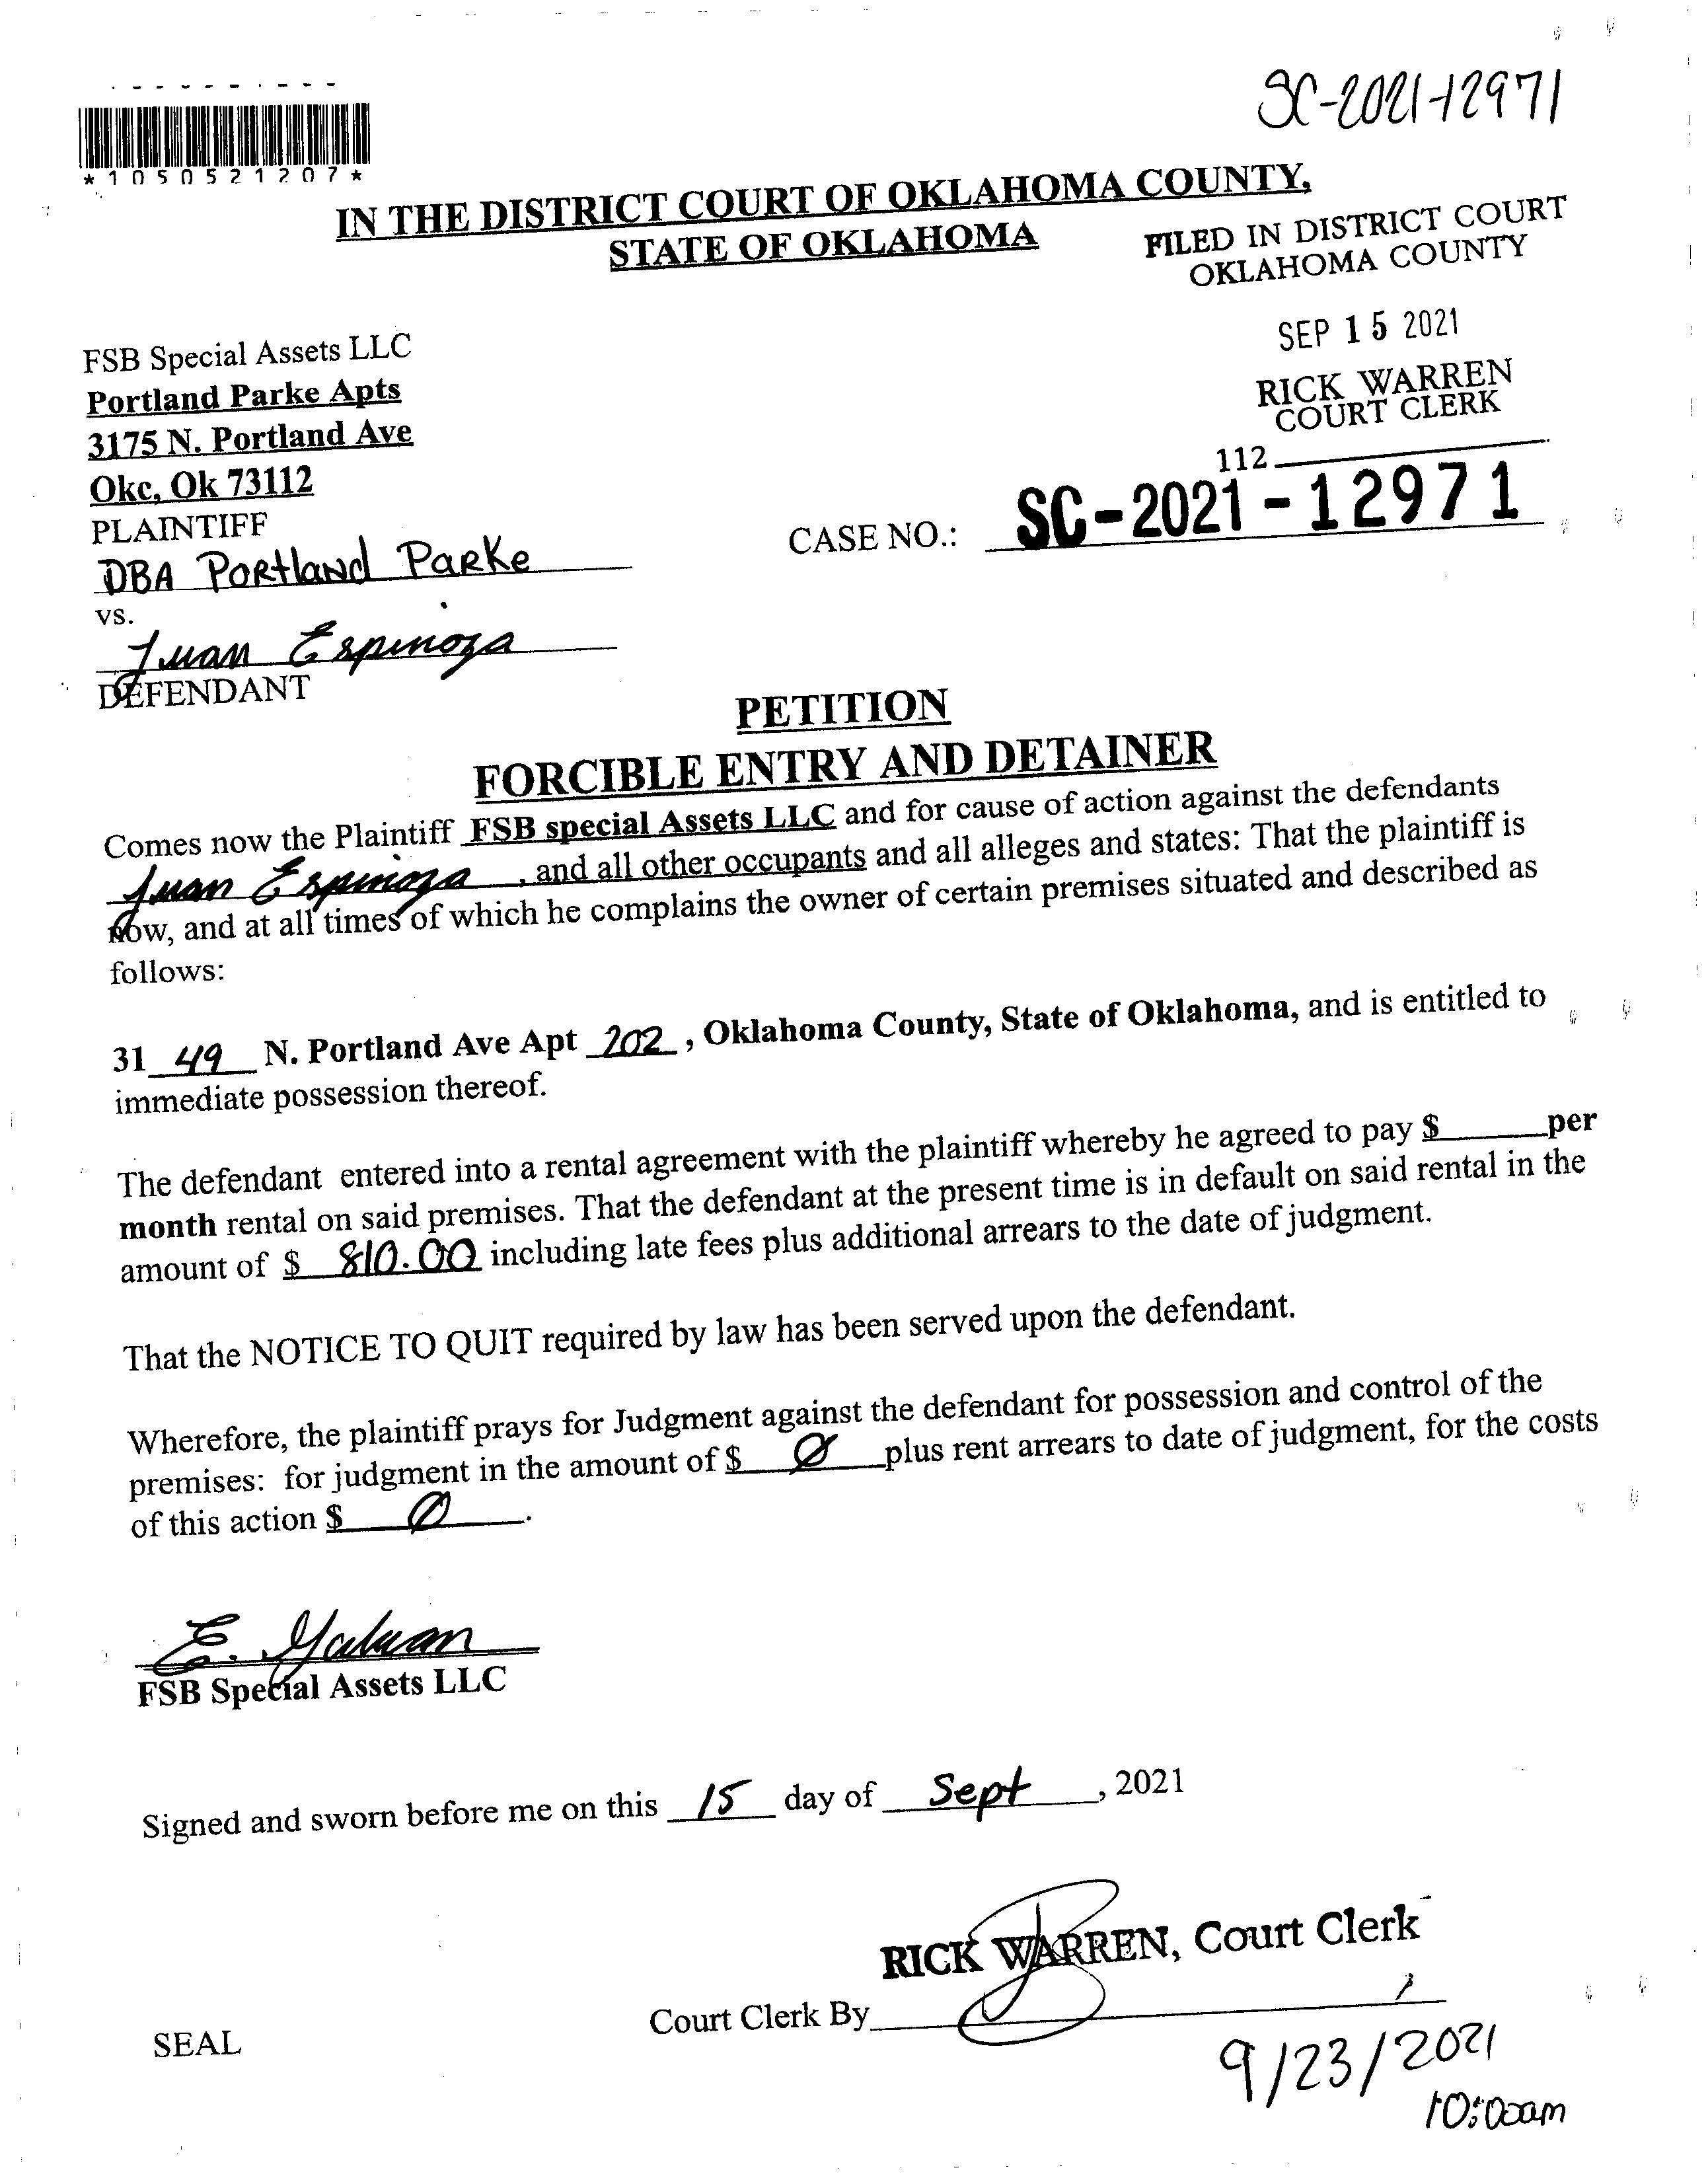 SC-2021-12971
*1050521207*
IN THE DISTRICT COURT OF OKLAHOMA COUNTY,
STATE OF OKLAHOMA
FILED IN DISTRICT COURT
OKLAHOMA COUNTY
SEP 15 2021
RICK WARREN
COURT CLERK
112
FSB Special Assets LLC
Portland Parke Apts
3175 N. Portland Ave
Okc, Ok 73112
PLAINTIFF
CASE NO.: SC-2021-12971
DBA Portland Parke
vs.
Juan Espinoza
DEFENDANT
PETITION
FORCIBLE ENTRY AND DETAINER
Comes now the Plaintiff FSB special Assets LLC and for cause of action against the defendants
Juan Espinoza , and all other occupants and all alleges and states: That the plaintiff is
now, and at all times of which he complains the owner of certain premises situated and described as
follows:
31 49 N. Portland Ave Apt 202 , Oklahoma County, State of Oklahoma, and is entitled to
immediate possession thereof.
The defendant entered into a rental agreement with the plaintiff whereby he agreed to pay $______per
month rental on said premises. That the defendant at the present time is in default on said rental in the
amount of $ 810.00 including late fees plus additional arrears to the date of judgment.
That the NOTICE TO QUIT required by law has been served upon the defendant.
Wherefore, the plaintiff prays for Judgment against the defendant for possession and control of the
premises: for judgment in the amount of $ Ø plus rent arrears to date of judgment, for the costs
of this action $ Ø .
E. Galvan
FSB Special Assets LLC
Signed and sworn before me on this 15 day of Sept , 2021
RICK WARREN, Court Clerk
Court Clerk By
SEAL
9/23/2021
10:00am